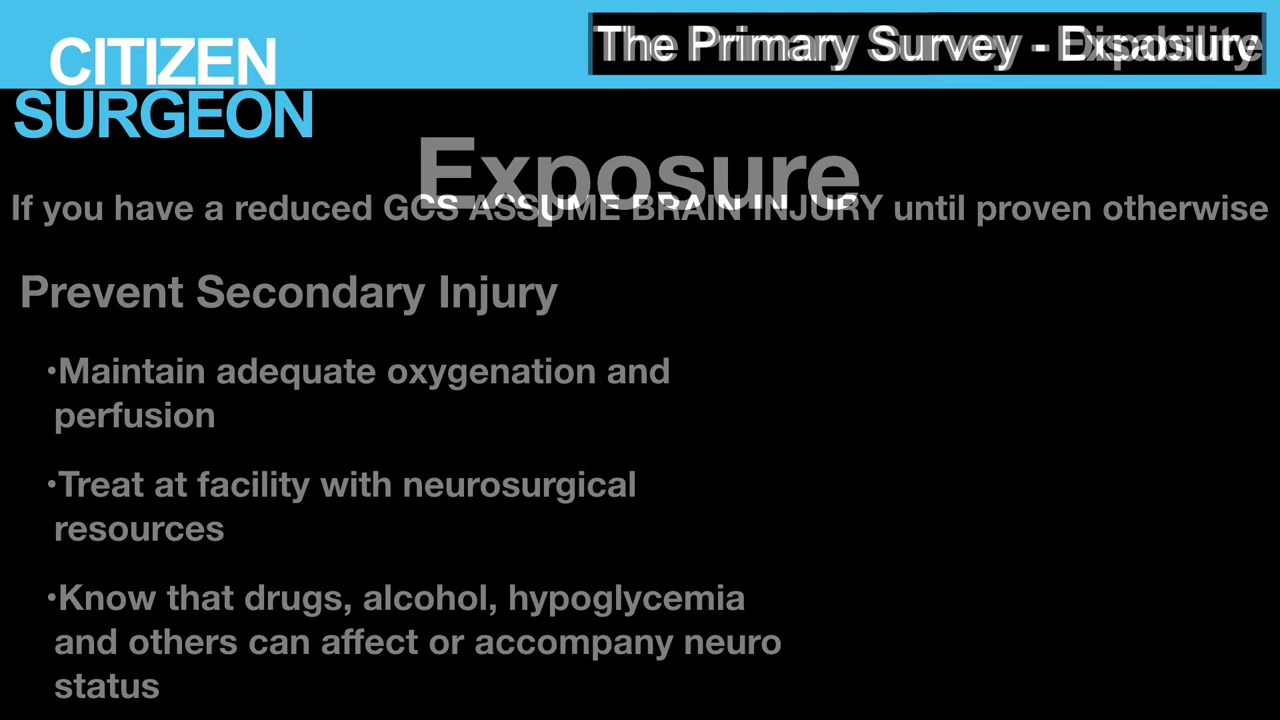 CITIZEN
SURGEON
The Primary Survey -
Exposure
If you have a reduced GCS ASSUME BRAIN INJURY until proven otherwise
Prevent Secondary Injury
•Maintain adequate oxygenation and
perfusion
•Treat at facility with neurosurgical
resources
•Know that drugs, alcohol, hypoglycemia
and others can affect or accompany neuro
status